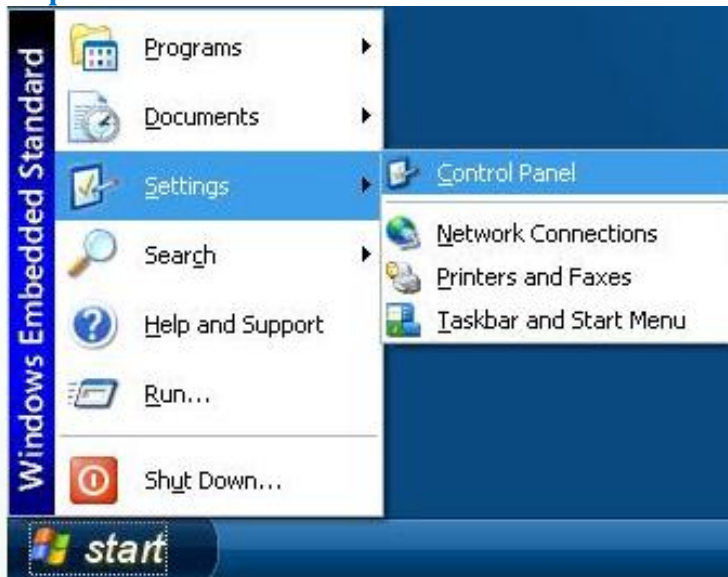 Windows Embedded Standard
Programs
Documents
Settings
Search
Help and Support
Run...
Shut Down...
Control Panel
Network Connections
Printers and Faxes
Taskbar and Start Menu
start